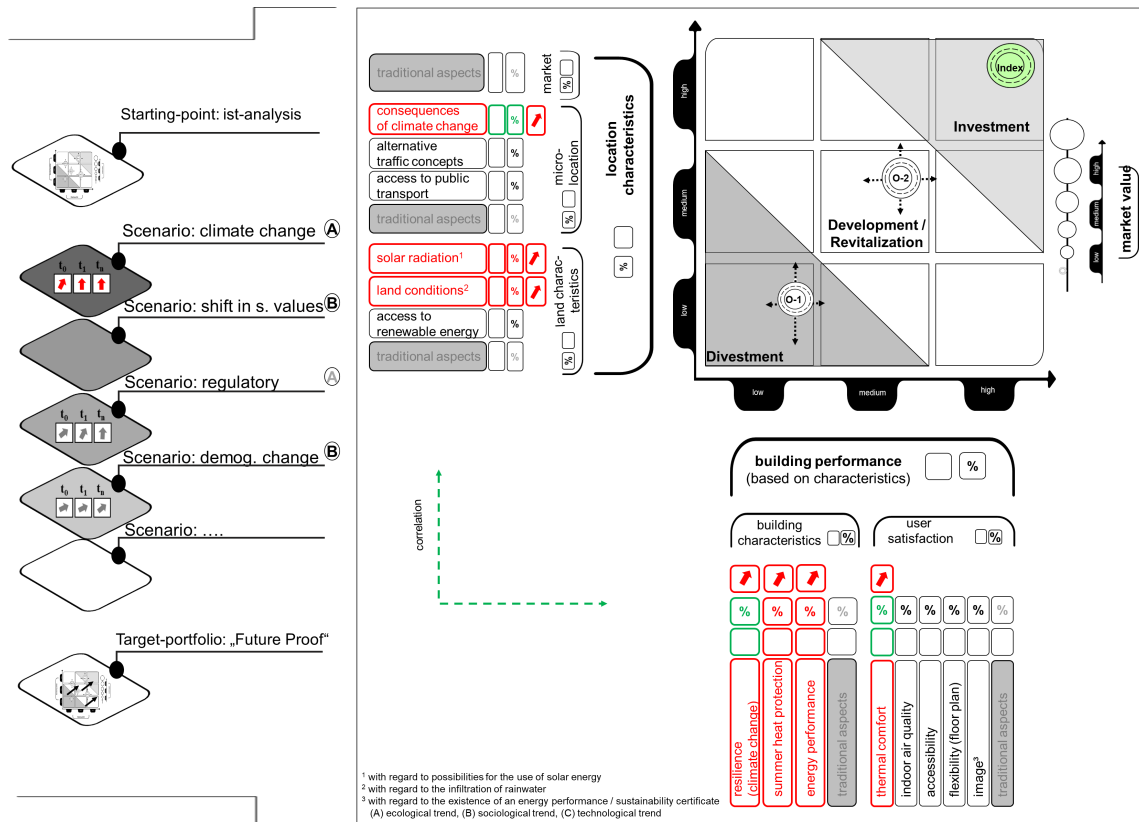 Starting-point: ist-analysis
Scenario: climate change
A
t0 t1 tn
Scenario: shift in s. values
B
Scenario: regulatory
A
t0 t1 tn
Scenario: demog. change
B
t0 t1 tn
Scenario: ….
Target-portfolio: „Future Proof“
traditional aspects
%
market
%
consequences
of climate change
%
alternative
traffic concepts
%
access to public
transport
%
traditional aspects
%
micro-
location
%
solar radiation¹
%
land conditions²
%
access to
renewable energy
%
traditional aspects
%
land charac-
teristics
%
location
characteristics
%
high
medium
low
Index
Investment
O-2
Development /
Revitalization
O-1
Divestment
low
medium
high
high
medium
low
market value
correlation
building performance
(based on characteristics)
%
building
characteristics
%
user
satisfaction
%
% % % %
% % % % % %
resilience
(climate change)
summer heat protection
energy performance
traditional aspects
thermal comfort
indoor air quality
accessibility
flexibility (floor plan)
image³
traditional aspects
¹ with regard to possibilities for the use of solar energy
² with regard to the infiltration of rainwater
³ with regard to the existence of an energy performance / sustainability certificate
(A) ecological trend, (B) sociological trend, (C) technological trend